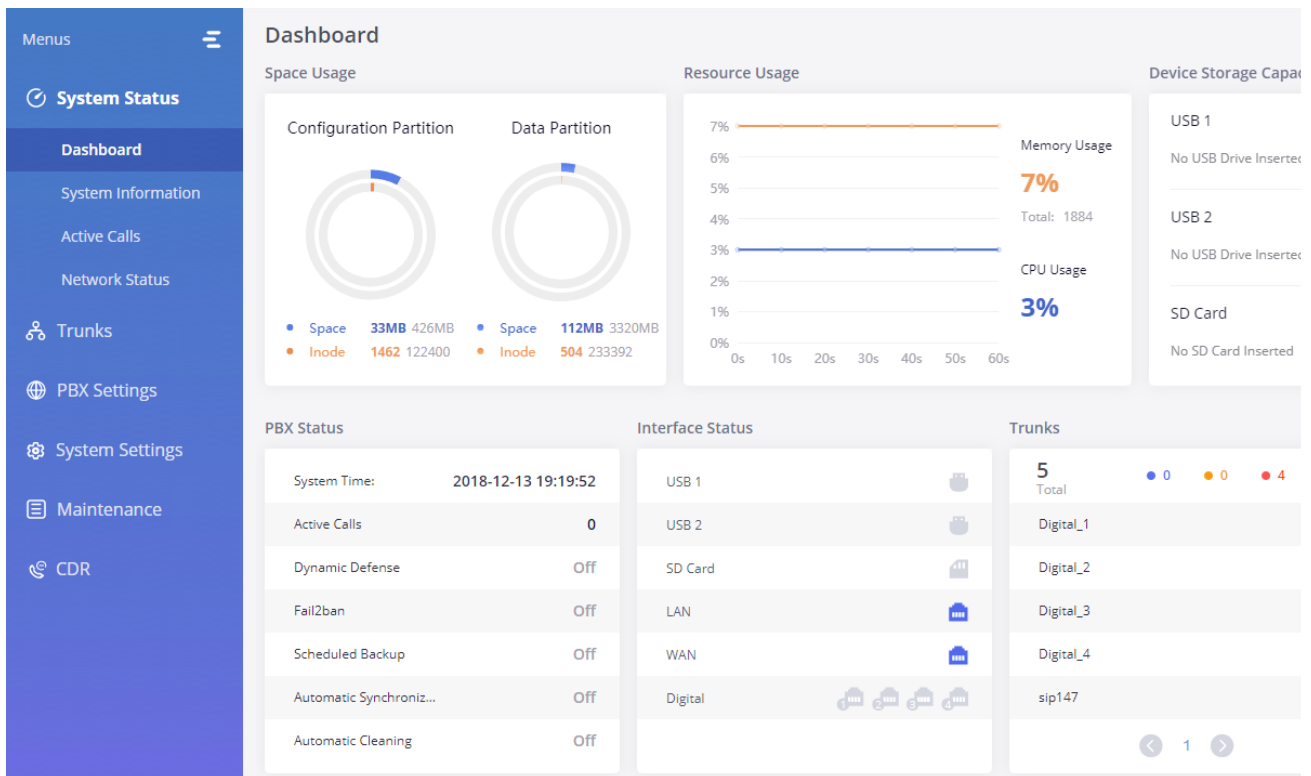 Menus
System Status
Dashboard
System Information
Active Calls
Network Status
Trunks
PBX Settings
System Settings
Maintenance
CDR
Dashboard
Space Usage
Configuration Partition
Data Partition
Space 33MB 426MB
Inode 1462 122400
Space 112MB 3320MB
Inode 504 233392
Resource Usage
7%
6%
5%
4%
3%
2%
1%
0%
0s 10s 20s 30s 40s 50s 60s
Memory Usage
7%
Total: 1884
CPU Usage
3%
Device Storage Capac
USB 1
No USB Drive Inserted
USB 2
No USB Drive Inserted
SD Card
No SD Card Inserted
PBX Status
System Time: 2018-12-13 19:19:52
Active Calls 0
Dynamic Defense Off
Fail2ban Off
Scheduled Backup Off
Automatic Synchroniz... Off
Automatic Cleaning Off
Interface Status
USB 1
USB 2
SD Card
LAN
WAN
Digital 1 2 3 4
Trunks
5 0 0 4
Total
Digital_1
Digital_2
Digital_3
Digital_4
sip147
1